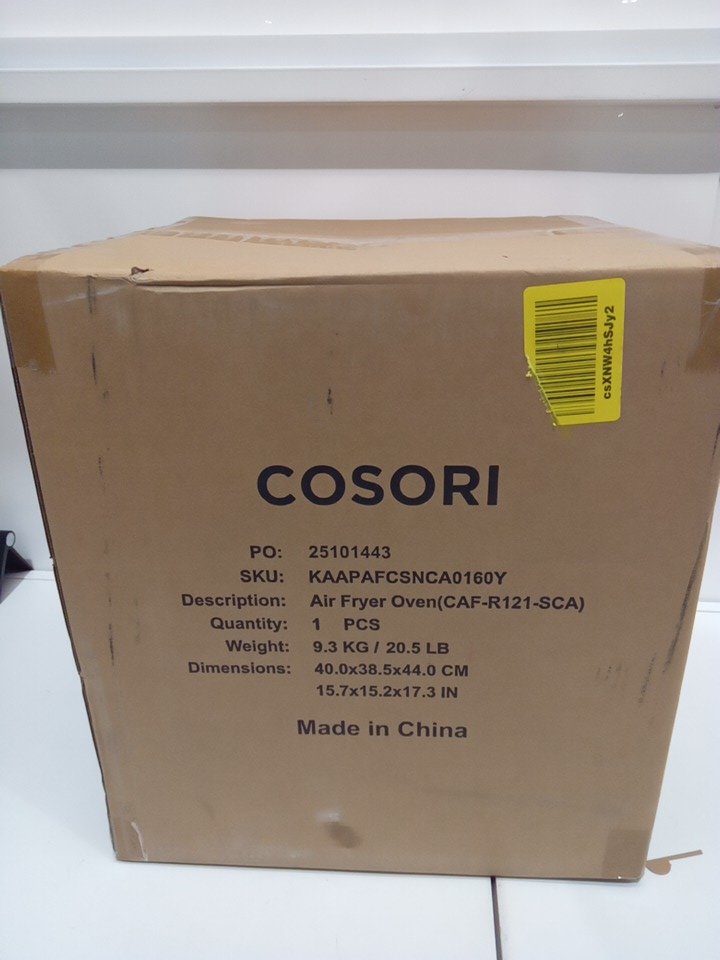 csXNW4hSJy2
COSORI
PO: 25101443
SKU: KAAPAFCSNCA0160Y
Description: Air Fryer Oven(CAF-R121-SCA)
Quantity: 1 PCS
Weight: 9.3 KG / 20.5 LB
Dimensions: 40.0x38.5x44.0 CM
15.7x15.2x17.3 IN
Made in China